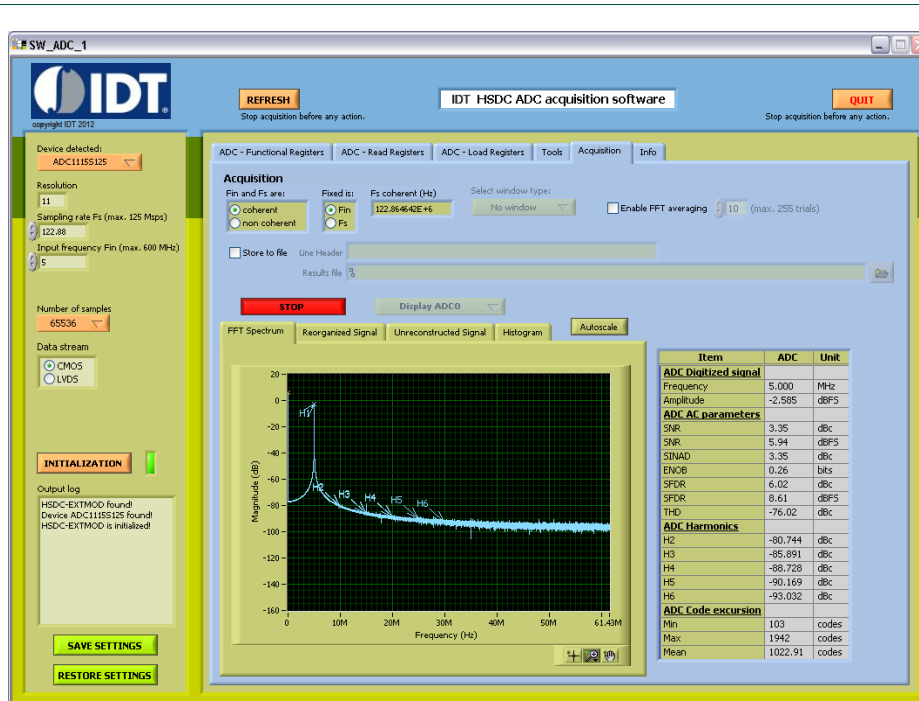 SW_ADC_1
IDT
copyright IDT 2012
REFRESH
Stop acquisition before any action.
IDT HSDC ADC acquisition software
QUIT
Stop acquisition before any action.
Device detected:
ADC1115S125
Resolution
11
Sampling rate Fs (max. 125 Msps)
122.88
Input frequency Fin (max. 600 MHz)
5
Number of samples
65536
Data stream
CMOS
LVDS
INITIALIZATION
Output log
HSDC-EXTMOD found!
Device ADC1115S125 found!
HSDC-EXTMOD is initialized!
SAVE SETTINGS
RESTORE SETTINGS
ADC - Functional Registers ADC - Read Registers ADC - Load Registers Tools Acquisition Info
Acquisition
Fin and Fs are: Fixed is: Fs coherent (Hz) Select window type:
coherent Fin 122.864642E+6 No window Enable FFT averaging 10 (max. 255 trials)
non coherent Fs
Store to file Line Header
Results file
STOP Display ADC0
FFT Spectrum Reorganized Signal Unreconstructed Signal Histogram Autoscale
Magnitude (dB)
20
0
-20
-40
-60
-80
-100
-120
-140
-160
H1
H2 H3 H4 H5 H6
0 10M 20M 30M 40M 50M 61.43M
Frequency (Hz)
Item ADC Unit
ADC Digitized signal
Frequency 5.000 MHz
Amplitude -2.585 dBFS
ADC AC parameters
SNR 3.35 dBc
SNR 5.94 dBFS
SINAD 3.35 dBc
ENOB 0.26 bits
SFDR 6.02 dBc
SFDR 8.61 dBFS
THD -76.02 dBc
ADC Harmonics
H2 -80.744 dBc
H3 -85.891 dBc
H4 -88.728 dBc
H5 -90.169 dBc
H6 -93.032 dBc
ADC Code excursion
Min 103 codes
Max 1942 codes
Mean 1022.91 codes